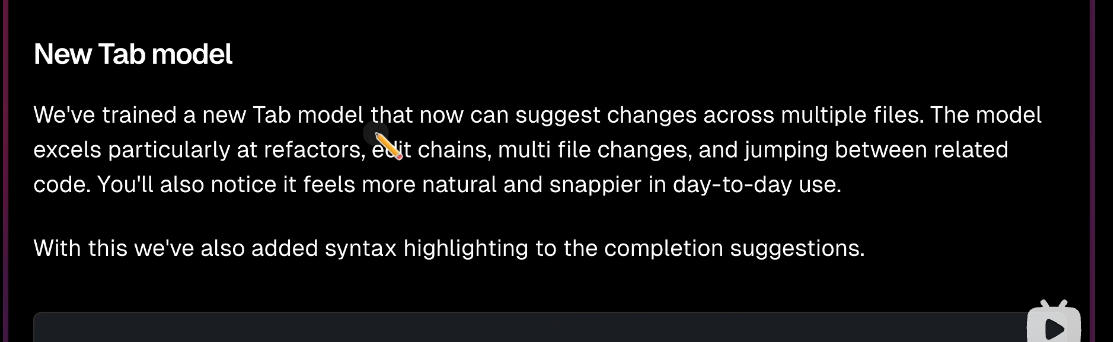 New Tab model
We've trained a new Tab model that now can suggest changes across multiple files. The model
excels particularly at refactors, edit chains, multi file changes, and jumping between related
code. You'll also notice it feels more natural and snappier in day-to-day use.
With this we've also added syntax highlighting to the completion suggestions.